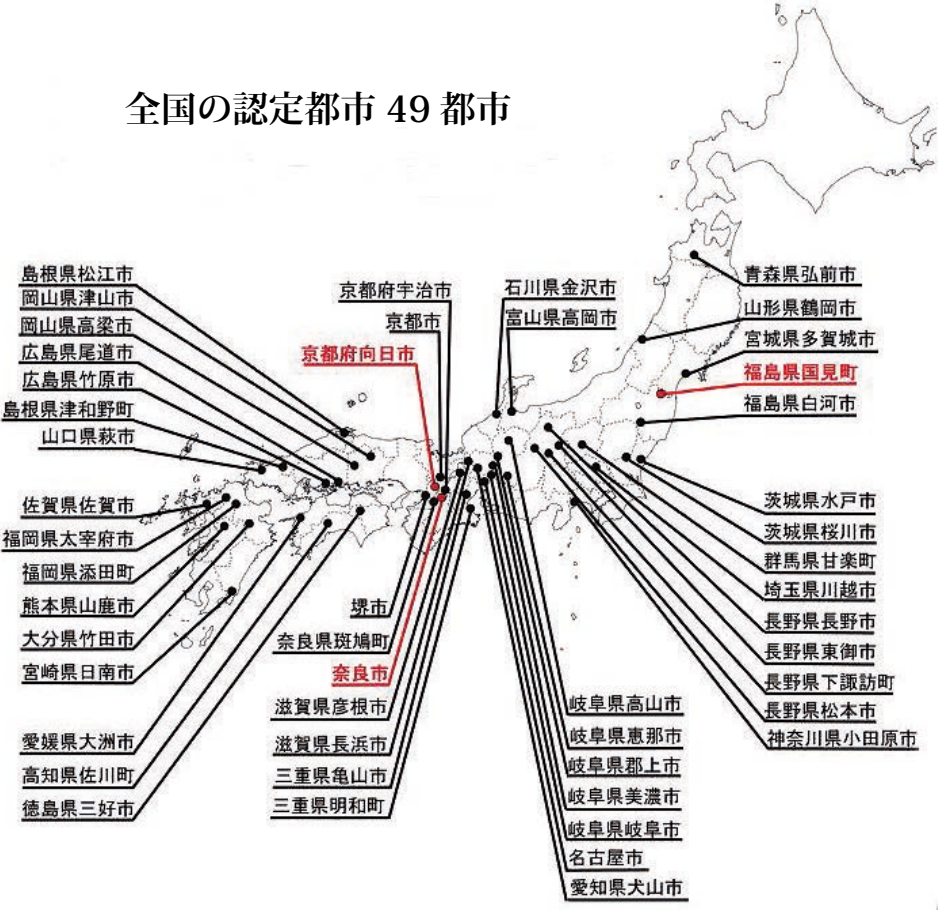 全国の認定都市 49 都市
島根県松江市
岡山県津山市
岡山県高梁市
広島県尾道市
広島県竹原市
島根県津和野町
山口県萩市
佐賀県佐賀市
福岡県太宰府市
福岡県添田町
熊本県山鹿市
大分県竹田市
宮崎県日南市
愛媛県大洲市
高知県佐川町
徳島県三好市
京都府宇治市
京都市
京都府向日市
堺市
奈良県斑鳩町
奈良市
滋賀県彦根市
滋賀県長浜市
三重県亀山市
三重県明和町
石川県金沢市
富山県高岡市
岐阜県高山市
岐阜県恵那市
岐阜県郡上市
岐阜県美濃市
岐阜県岐阜市
名古屋市
愛知県犬山市
青森県弘前市
山形県鶴岡市
宮城県多賀城市
福島県国見町
福島県白河市
茨城県水戸市
茨城県桜川市
群馬県甘楽町
埼玉県川越市
長野県長野市
長野県東御市
長野県下諏訪町
長野県松本市
神奈川県小田原市